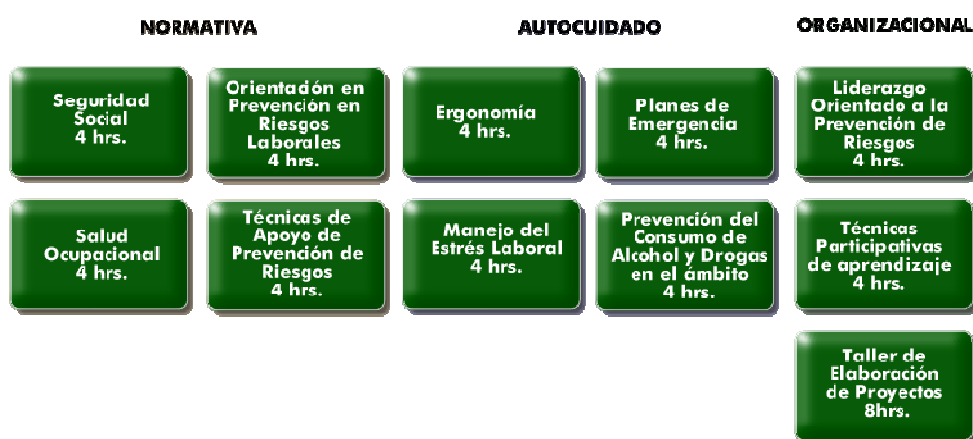 NORMATIVA
AUTOCUIDADO
ORGANIZACIONAL
Seguridad
Social
4 hrs.
Orientación en
Prevención en
Riesgos
Laborales
4 hrs.
Ergonomía
4 hrs.
Planes de
Emergencia
4 hrs.
Liderazgo
Orientado a la
Prevención de
Riesgos
4 hrs.
Salud
Ocupacional
4 hrs.
Técnicas de
Apoyo de
Prevención de
Riesgos
4 hrs.
Manejo del
Estrés Laboral
4 hrs.
Prevención del
Consumo de
Alcohol y Drogas
en el ámbito
4 hrs.
Técnicas
Participativas
de aprendizaje
4 hrs.
Taller de
Elaboración
de Proyectos
8hrs.